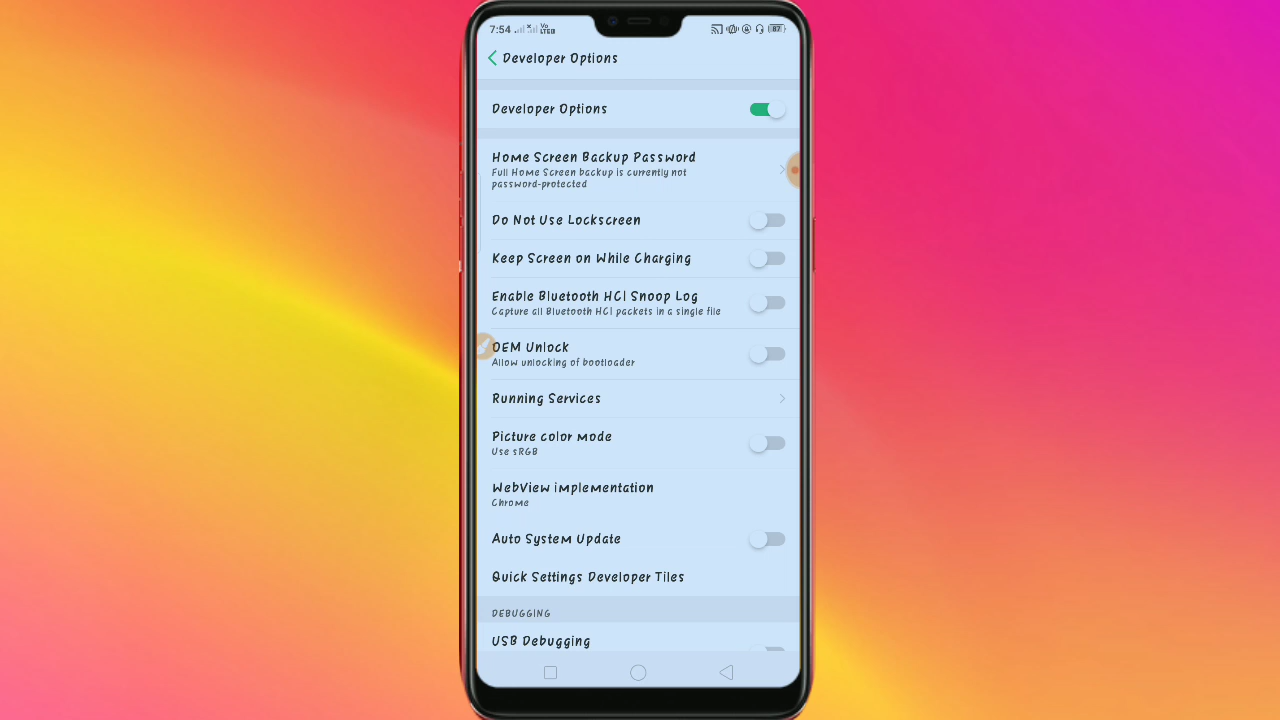 7:54 Vo LTE
87
Developer Options
Developer Options
Home Screen Backup Password
Full Home Screen backup is currently not
password-protected
Do Not Use Lockscreen
Keep Screen on While Charging
Enable Bluetooth HCI Snoop Log
Capture all Bluetooth HCI packets in a single file
OEM Unlock
Allow unlocking of bootloader
Running Services
Picture color mode
Use sRGB
WebView implementation
Chrome
Auto System Update
Quick Settings Developer Tiles
DEBUGGING
USB Debugging